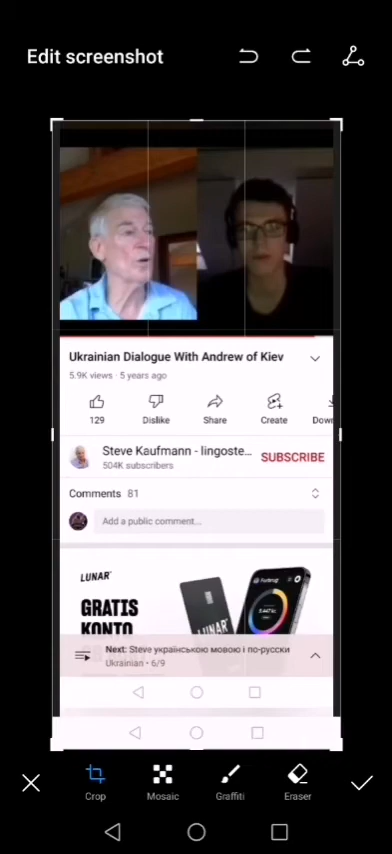 Edit screenshot
Ukrainian Dialogue With Andrew of Kiev
5.9K views · 5 years ago
129
Dislike
Share
Create
Down
Steve Kaufmann - lingoste...
504K subscribers
SUBSCRIBE
Comments 81
Add a public comment...
LUNAR
GRATIS
KONTO
LUNAR
Next: Steve українською мовою і по-русски
Ukrainian • 6/9
Crop
Mosaic
Graffiti
Eraser